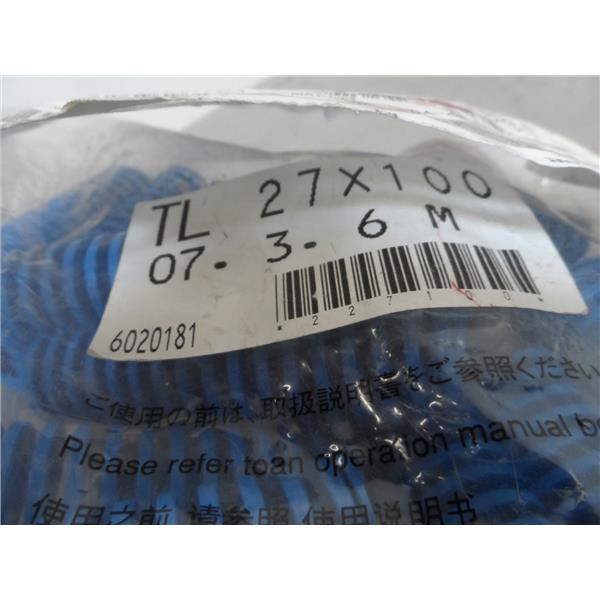 TL 27X100
07. 3. 6 M
*227100*
6020181
ご使用の前は、取扱説明書をご参照ください
Please refer toan operation manual be
使用之前,请参照,使用说明书